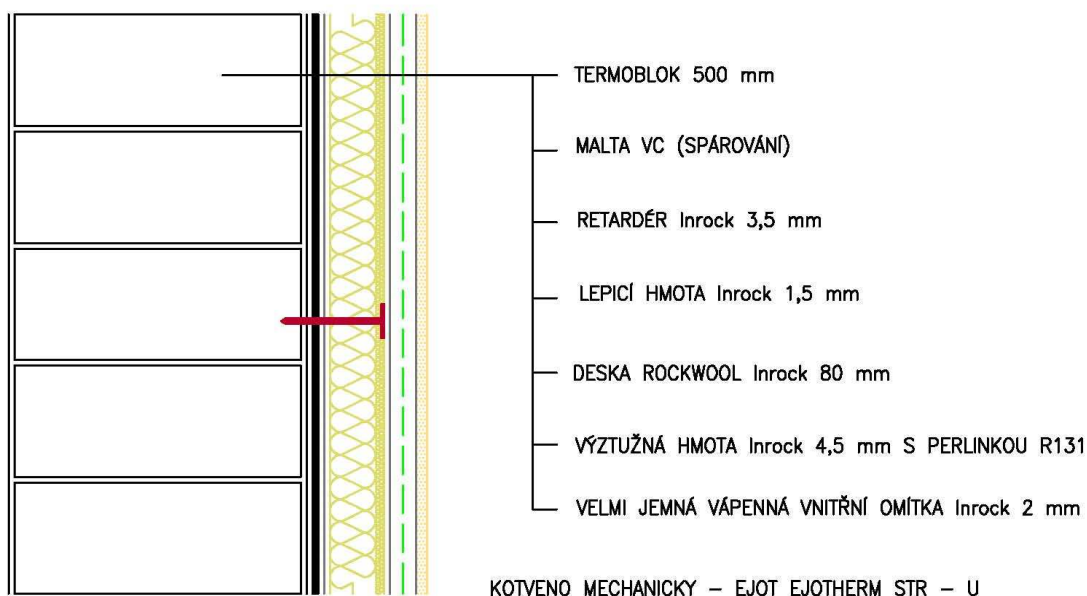 TERMOBLOK 500 mm
MALTA VC (SPÁROVÁNÍ)
RETARDÉR Inrock 3,5 mm
LEPICÍ HMOTA Inrock 1,5 mm
DESKA ROCKWOOL Inrock 80 mm
VÝZTUŽNÁ HMOTA Inrock 4,5 mm S PERLINKOU R131
VELMI JEMNÁ VÁPENNÁ VNITŘNÍ OMÍTKA Inrock 2 mm
KOTVENO MECHANICKY – EJOT EJOTHERM STR – U